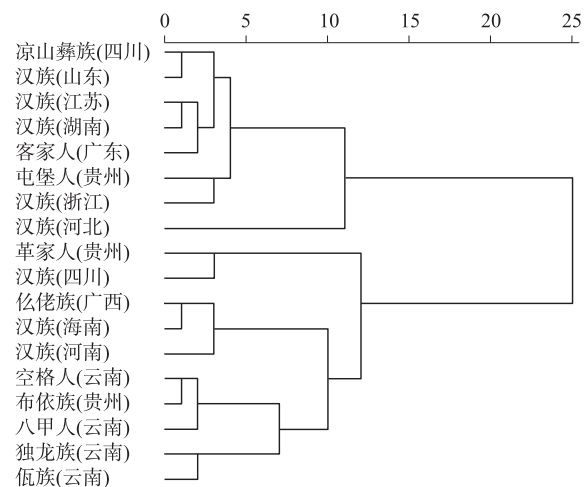 0 5 10 15 20 25
凉山彝族(四川)
汉族(山东)
汉族(江苏)
汉族(湖南)
客家人(广东)
屯堡人(贵州)
汉族(浙江)
汉族(河北)
革家人(贵州)
汉族(四川)
仫佬族(广西)
汉族(海南)
汉族(河南)
空格人(云南)
布依族(贵州)
八甲人(云南)
独龙族(云南)
佤族(云南)